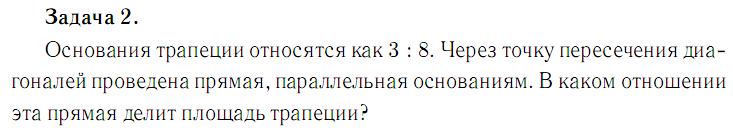 Задача 2.
Основания трапеции относятся как 3 : 8. Через точку пересечения диа-
гоналей проведена прямая, параллельная основаниям. В каком отношении
эта прямая делит площадь трапеции?